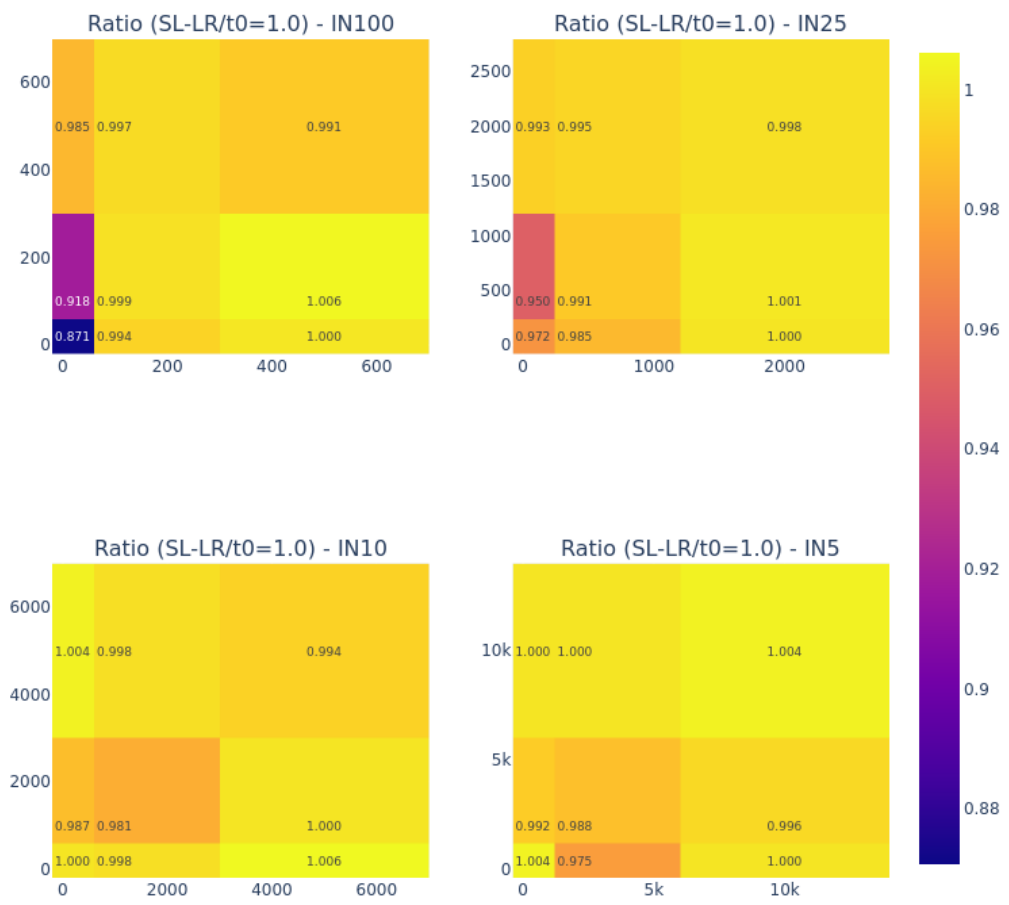 Ratio (SL-LR/t0=1.0) - IN100
600
400
200
0
0.985 0.997 0.991
0.918 0.999 1.006
0.871 0.994 1.000
0 200 400 600
Ratio (SL-LR/t0=1.0) - IN25
2500
2000
1500
1000
500
0
0.993 0.995 0.998
0.950 0.991 1.001
0.972 0.985 1.000
0 1000 2000
1
0.98
0.96
0.94
0.92
0.9
0.88
Ratio (SL-LR/t0=1.0) - IN10
6000
4000
2000
0
1.004 0.998 0.994
0.987 0.981 1.000
1.000 0.998 1.006
0 2000 4000 6000
Ratio (SL-LR/t0=1.0) - IN5
10k
5k
0
1.000 1.000 1.004
0.992 0.988 0.996
1.004 0.975 1.000
0 5k 10k